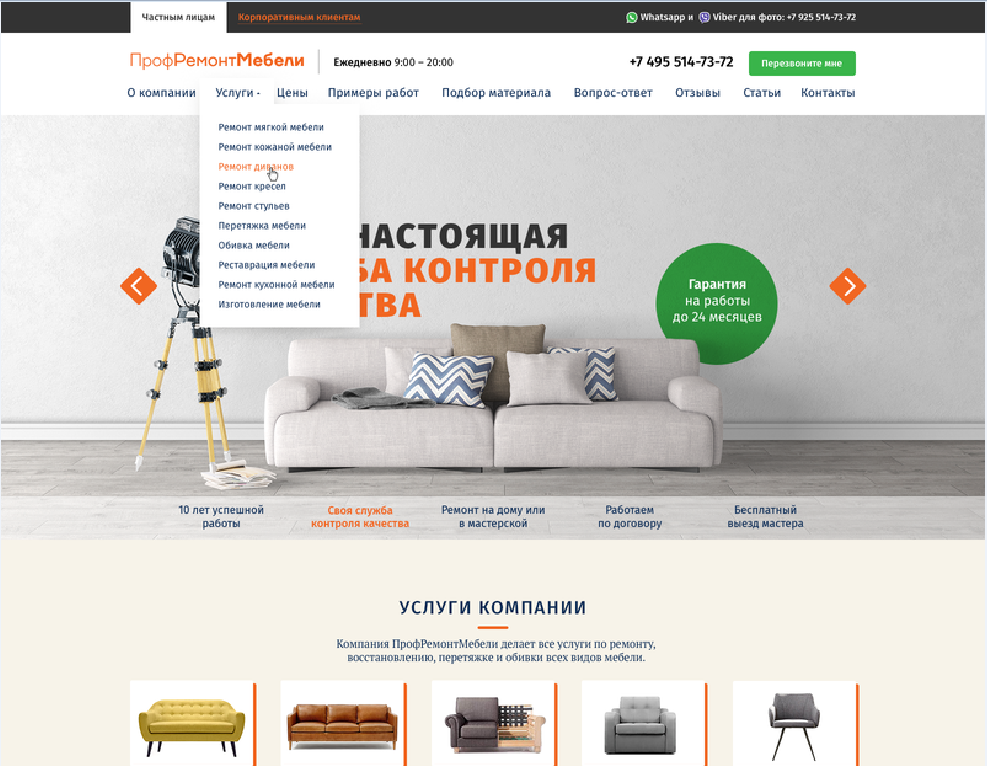 Частным лицам
Корпоративным клиентам
Whatsapp и Viber для фото: +7 925 514-73-72
ПрофРемонтМебели
Ежедневно 9:00 – 20:00
+7 495 514-73-72
Перезвоните мне
О компании
Услуги
Цены
Примеры работ
Подбор материала
Вопрос-ответ
Отзывы
Статьи
Контакты
Ремонт мягкой мебели
Ремонт кожаной мебели
Ремонт диванов
Ремонт кресел
Ремонт стульев
Перетяжка мебели
Обивка мебели
Реставрация мебели
Ремонт кухонной мебели
Изготовление мебели
НАСТОЯЩАЯ
БА КОНТРОЛЯ
ТВА
Гарантия
на работы
до 24 месяцев
10 лет успешной
работы
Своя служба
контроля качества
Ремонт на дому или
в мастерской
Работаем
по договору
Бесплатный
выезд мастера
УСЛУГИ КОМПАНИИ
Компания ПрофРемонтМебели делает все услуги по ремонту,
восстановлению, перетяжке и обивки всех видов мебели.